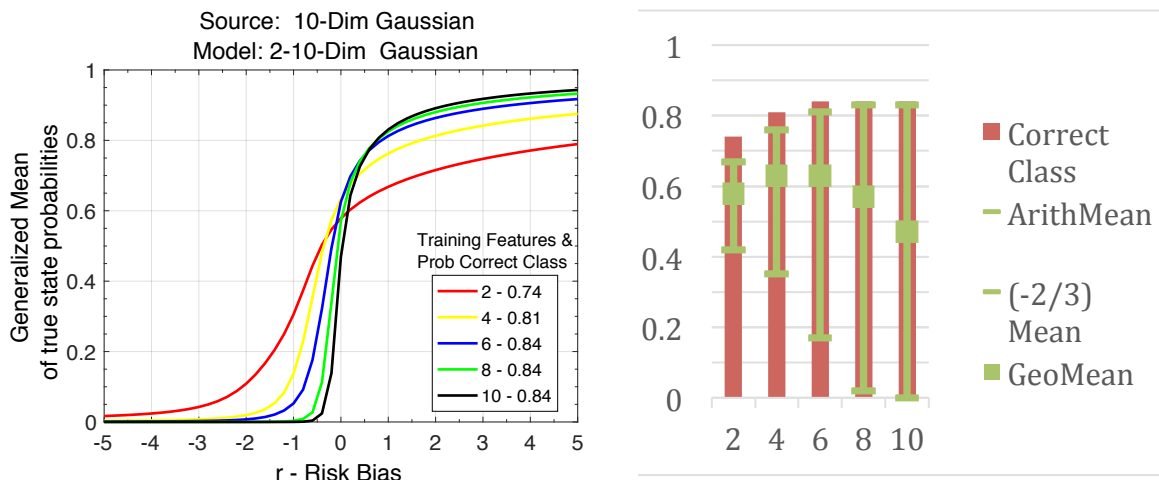 Source: 10-Dim Gaussian
Model: 2-10-Dim Gaussian
Generalized Mean
of true state probabilities
1
0.8
0.6
0.4
0.2
0
-5 -4 -3 -2 -1 0 1 2 3 4 5
r - Risk Bias
Training Features &
Prob Correct Class
2 - 0.74
4 - 0.81
6 - 0.84
8 - 0.84
10 - 0.84
1
0.8
0.6
0.4
0.2
0
2 4 6 8 10
Correct
Class
ArithMean
(-2/3)
Mean
GeoMean